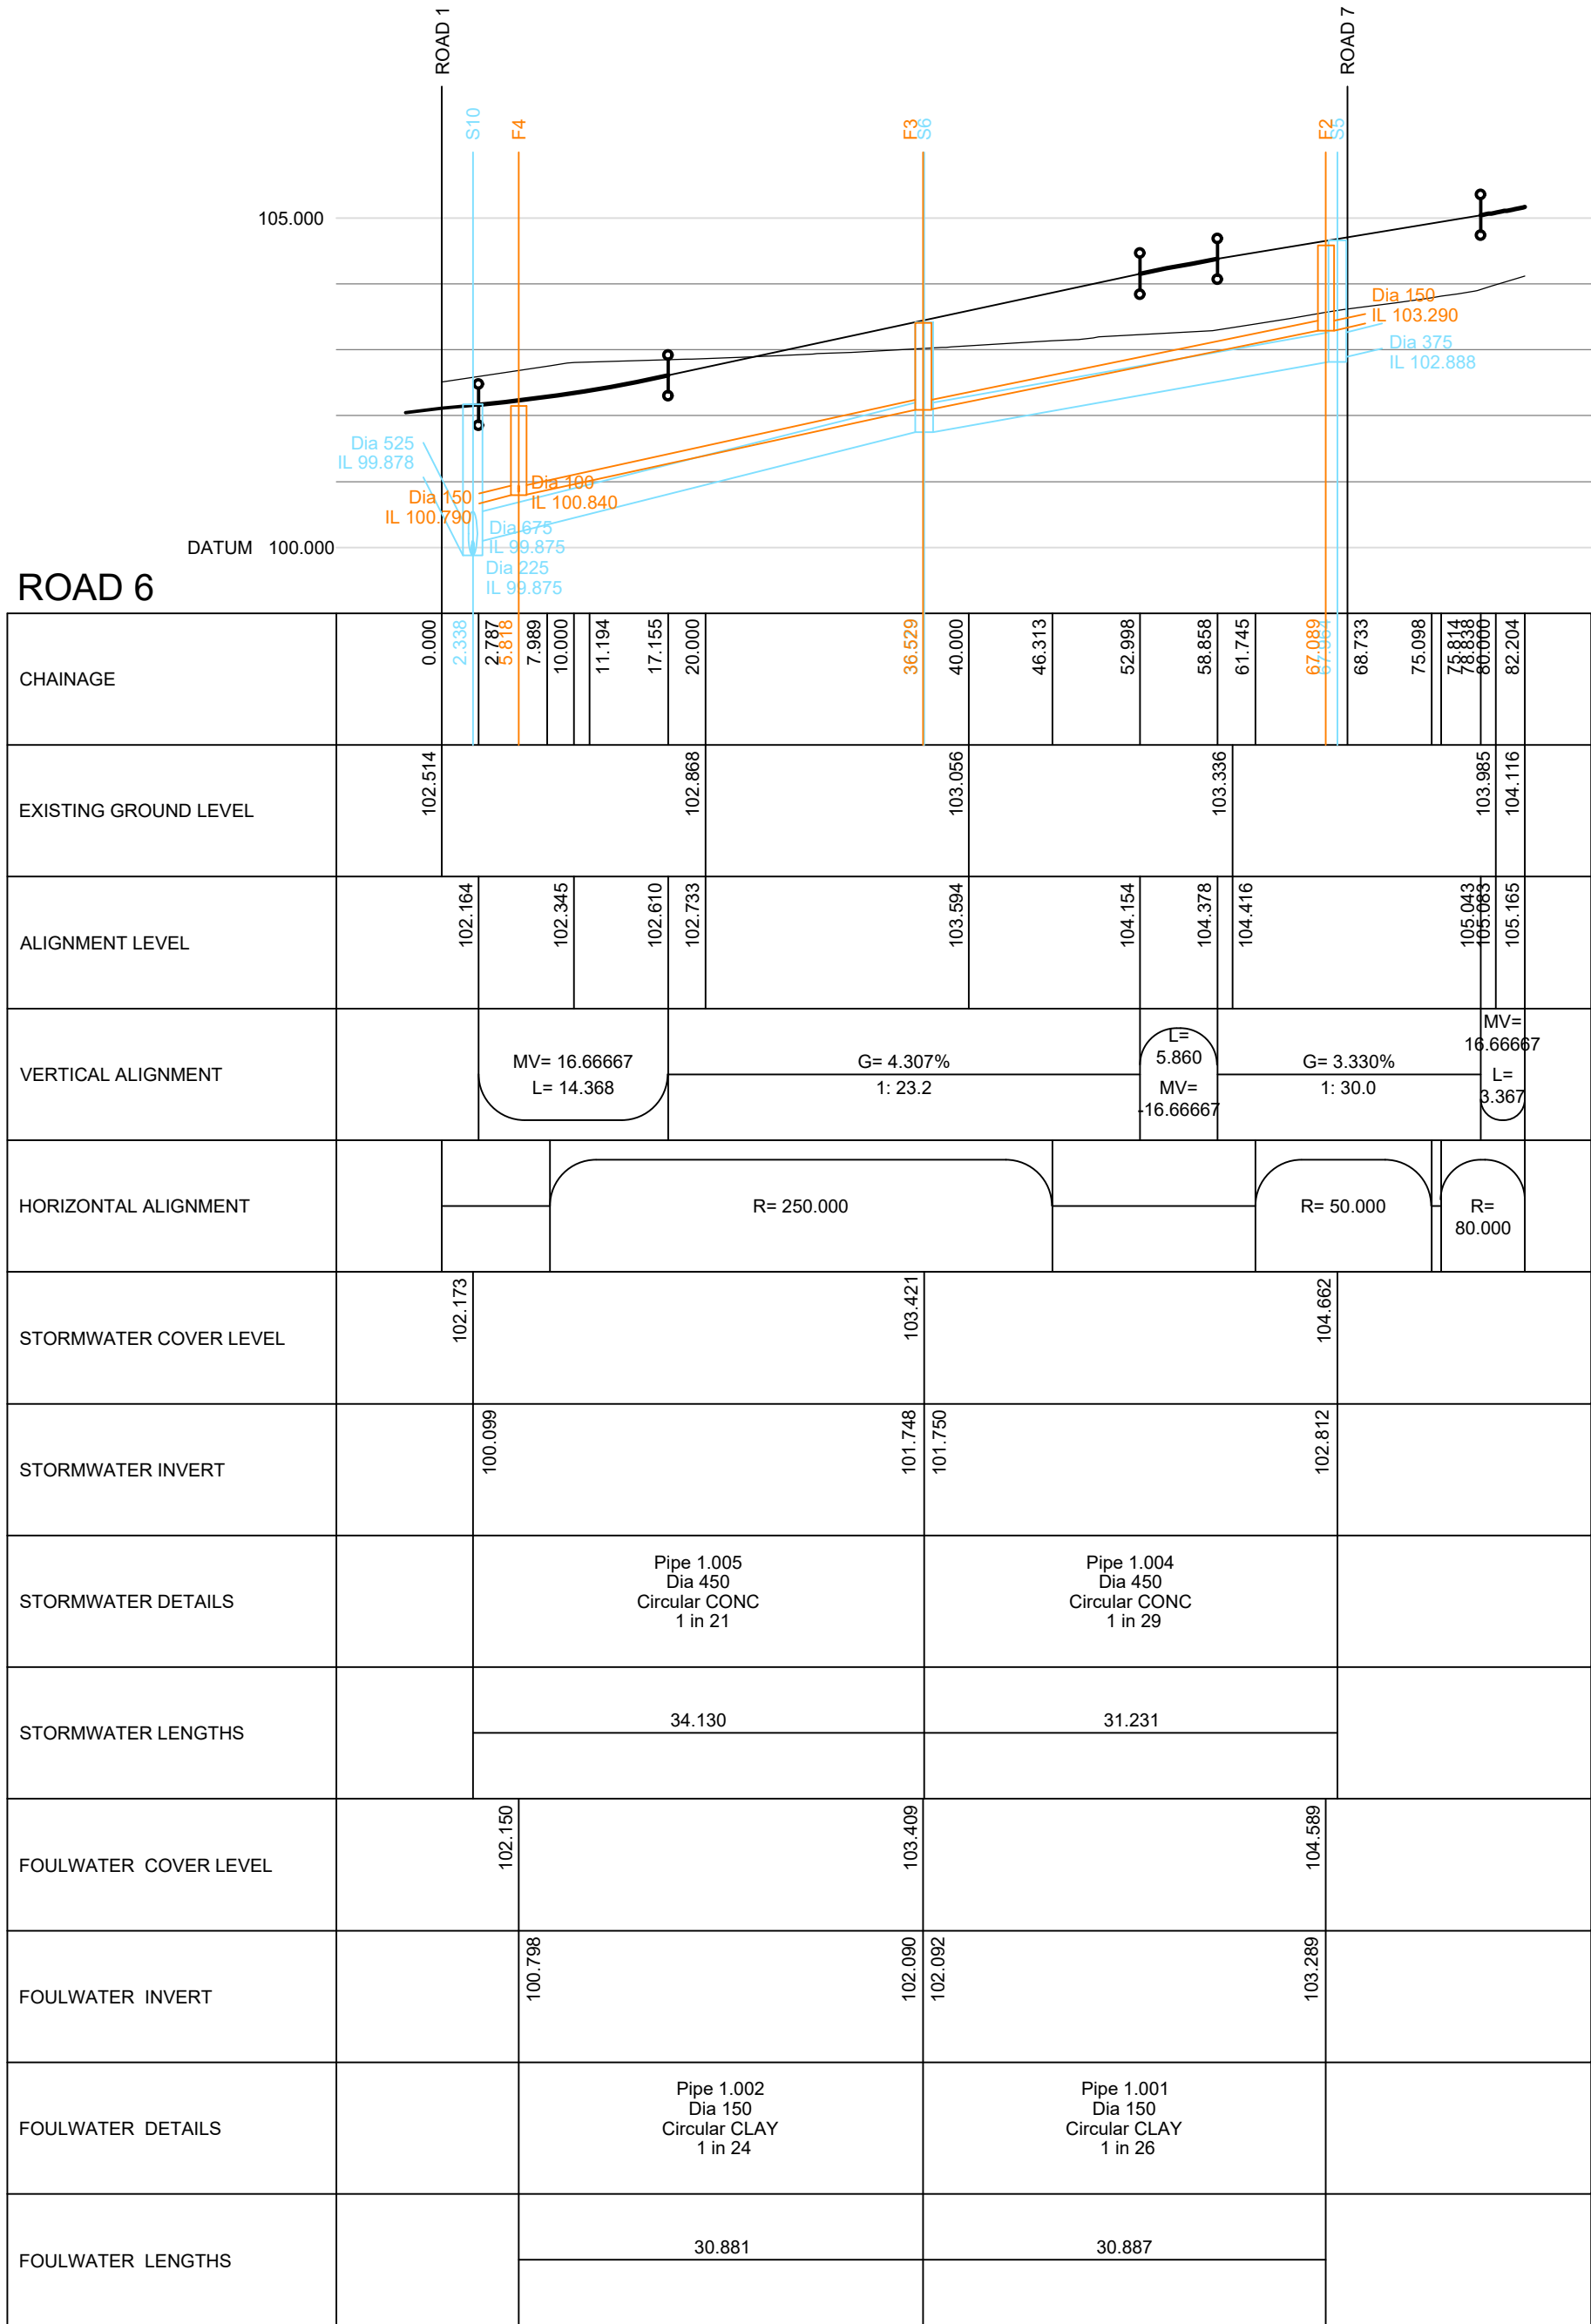 ROAD 1
ROAD 7
S10
F4
F3
S6
F2
S5
105.000
Dia 150
IL 103.290
Dia 375
IL 102.888
Dia 525
IL 99.878
Dia 150
IL 100.790
Dia 100
IL 100.840
Dia 675
IL 99.875
Dia 225
IL 99.875
DATUM 100.000
ROAD 6
CHAINAGE
0.000
2.338
2.787
5.818
7.989
10.000
11.194
17.155
20.000
36.529
40.000
46.313
52.998
58.858
61.745
67.089
67.964
68.733
75.098
75.814
78.838
80.000
82.204
EXISTING GROUND LEVEL
102.514
102.868
103.056
103.336
103.985
104.116
ALIGNMENT LEVEL
102.164
102.345
102.610
102.733
103.594
104.154
104.378
104.416
105.043
105.083
105.165
VERTICAL ALIGNMENT
MV= 16.66667
L= 14.368
G= 4.307%
1: 23.2
L=
5.860
MV=
-16.66667
G= 3.330%
1: 30.0
MV=
16.66667
L=
3.367
HORIZONTAL ALIGNMENT
R= 250.000
R= 50.000
R=
80.000
STORMWATER COVER LEVEL
102.173
103.421
104.662
STORMWATER INVERT
100.099
101.748
101.750
102.812
STORMWATER DETAILS
Pipe 1.005
Dia 450
Circular CONC
1 in 21
Pipe 1.004
Dia 450
Circular CONC
1 in 29
STORMWATER LENGTHS
34.130
31.231
FOULWATER COVER LEVEL
102.150
103.409
104.589
FOULWATER INVERT
100.798
102.090
102.092
103.289
FOULWATER DETAILS
Pipe 1.002
Dia 150
Circular CLAY
1 in 24
Pipe 1.001
Dia 150
Circular CLAY
1 in 26
FOULWATER LENGTHS
30.881
30.887